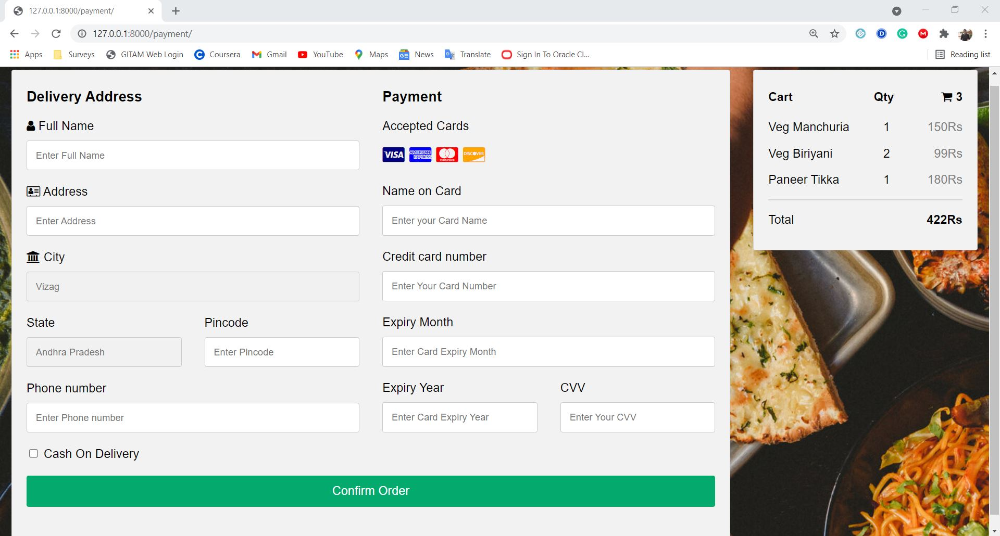 127.0.0.1:8000/payment/
127.0.0.1:8000/payment/
Apps Surveys GITAM Web Login Coursera Gmail YouTube Maps News Translate Sign In To Oracle Cl... Reading list
Delivery Address
Full Name
Enter Full Name
Address
Enter Address
City
Vizag
State Pincode
Andhra Pradesh Enter Pincode
Phone number
Enter Phone number
Cash On Delivery
Payment
Accepted Cards
VISA AMERICAN EXPRESS mastercard DISCOVER
Name on Card
Enter your Card Name
Credit card number
Enter Your Card Number
Expiry Month
Enter Card Expiry Month
Expiry Year CVV
Enter Card Expiry Year Enter Your CVV
Confirm Order
Cart Qty 3
Veg Manchuria 1 150Rs
Veg Biriyani 2 99Rs
Paneer Tikka 1 180Rs
Total 422Rs